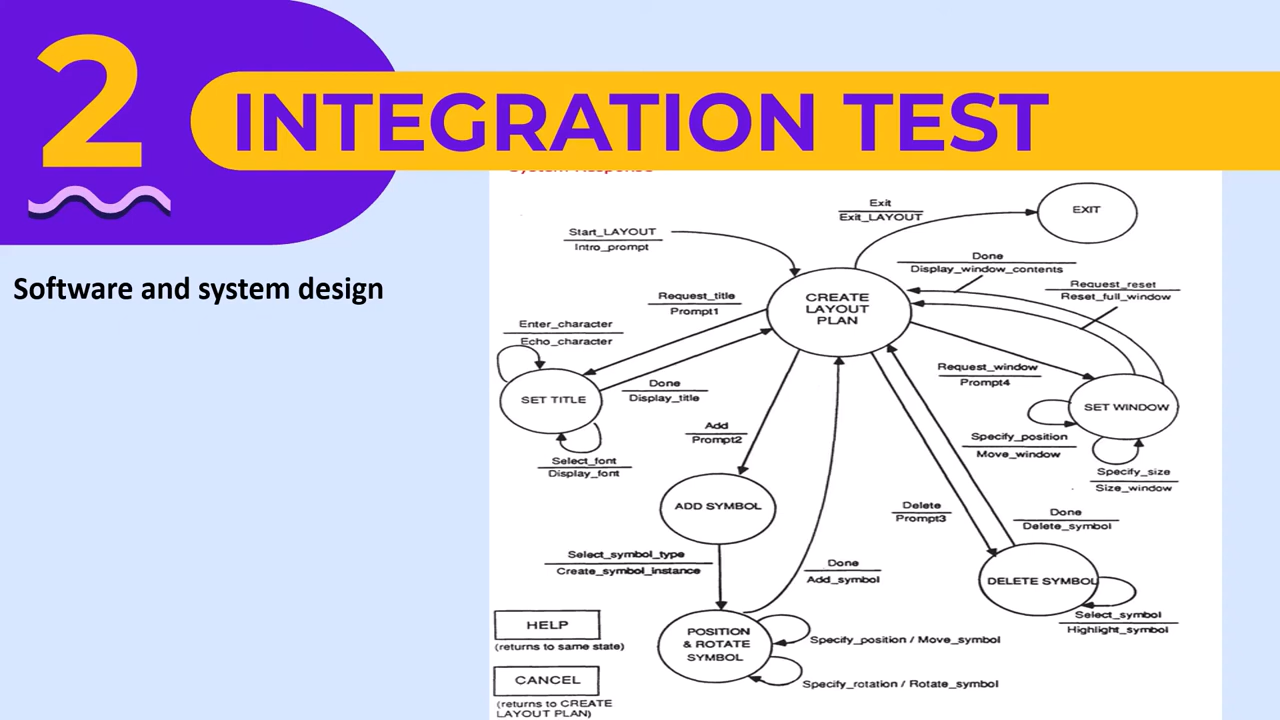 2
INTEGRATION TEST
System Response
Software and system design
Exit
Exit_LAYOUT
EXIT
Start_LAYOUT
Intro_prompt
Done
Display_window_contents
Request_reset
Reset_full_window
CREATE
LAYOUT
PLAN
Request_title
Prompt1
Enter_character
Echo_character
Request_window
Prompt4
Done
Display_title
SET TITLE
SET WINDOW
Add
Prompt2
Specify_position
Move_window
Select_font
Display_font
Specify_size
Size_window
ADD SYMBOL
Delete
Prompt3
Done
Delete_symbol
Select_symbol_type
Create_symbol_instance
Done
Add_symbol
DELETE SYMBOL
Select_symbol
Highlight_symbol
HELP
(returns to same state)
POSITION
& ROTATE
SYMBOL
Specify_position / Move_symbol
CANCEL
Specify_rotation / Rotate_symbol
(returns to CREATE
LAYOUT PLAN)